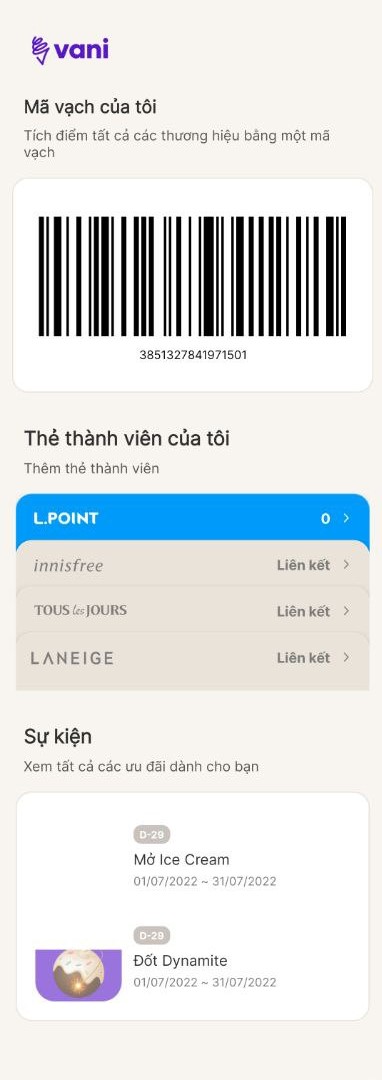 vani
Mã vạch của tôi
Tích điểm tất cả các thương hiệu bằng một mã
vạch
3851327841971501
Thẻ thành viên của tôi
Thêm thẻ thành viên
L.POINT 0
innisfree Liên kết
TOUS les JOURS Liên kết
LANEIGE Liên kết
Sự kiện
Xem tất cả các ưu đãi dành cho bạn
D-29
Mở Ice Cream
01/07/2022 ~ 31/07/2022
D-29
Đốt Dynamite
01/07/2022 ~ 31/07/2022